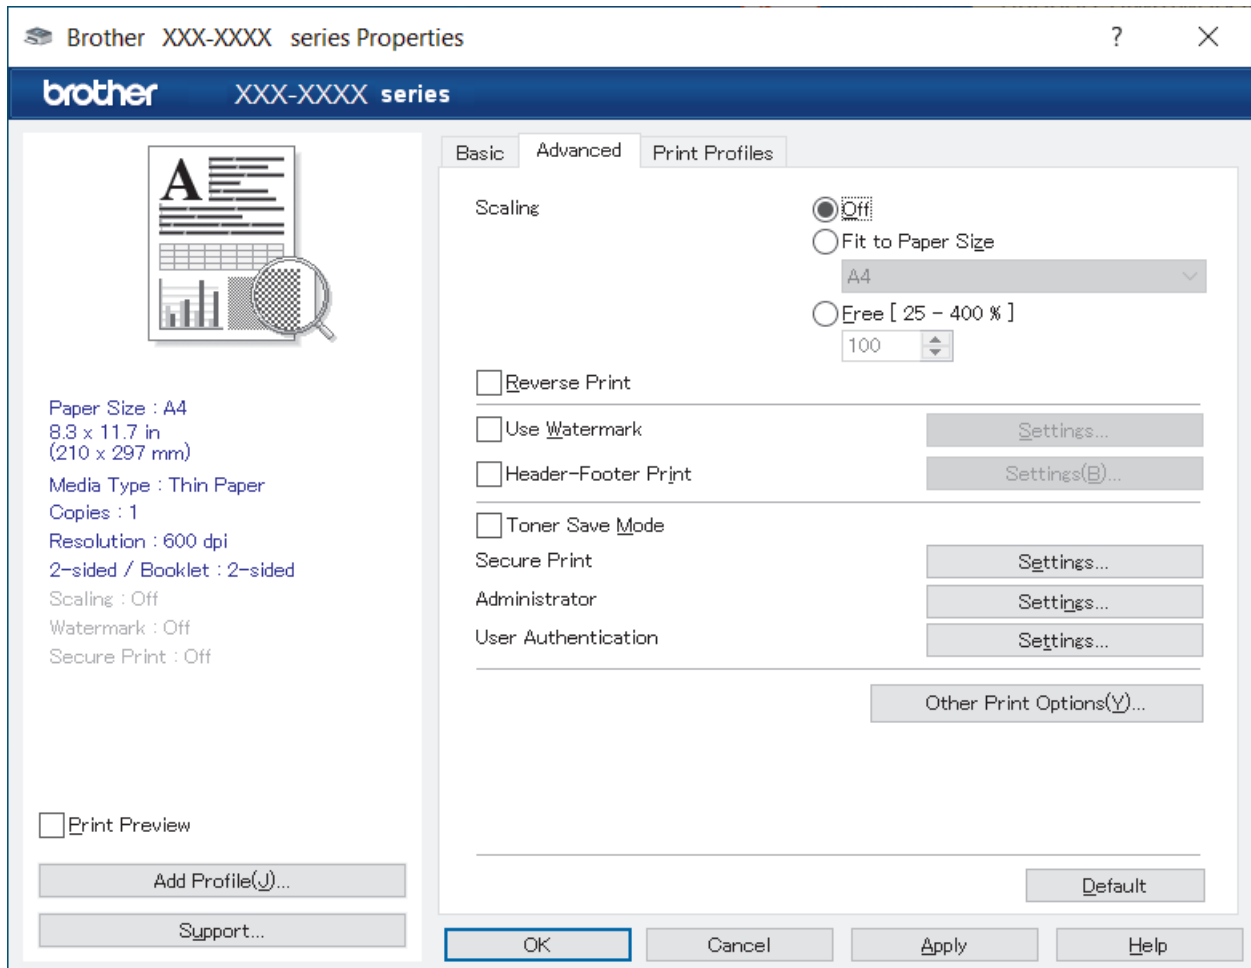 Brother XXX-XXXX series Properties
?
brother XXX-XXXX series
A
Paper Size : A4
8.3 x 11.7 in
(210 x 297 mm)
Media Type : Thin Paper
Copies : 1
Resolution : 600 dpi
2-sided / Booklet : 2-sided
Scaling : Off
Watermark : Off
Secure Print : Off
Print Preview
Add Profile(J)...
Support...
Basic
Advanced
Print Profiles
Scaling
Off
Fit to Paper Size
A4
Free [ 25 - 400 % ]
100
Reverse Print
Use Watermark
Settings...
Header-Footer Print
Settings(B)...
Toner Save Mode
Secure Print
Settings...
Administrator
Settings...
User Authentication
Settings...
Other Print Options(Y)...
Default
OK
Cancel
Apply
Help